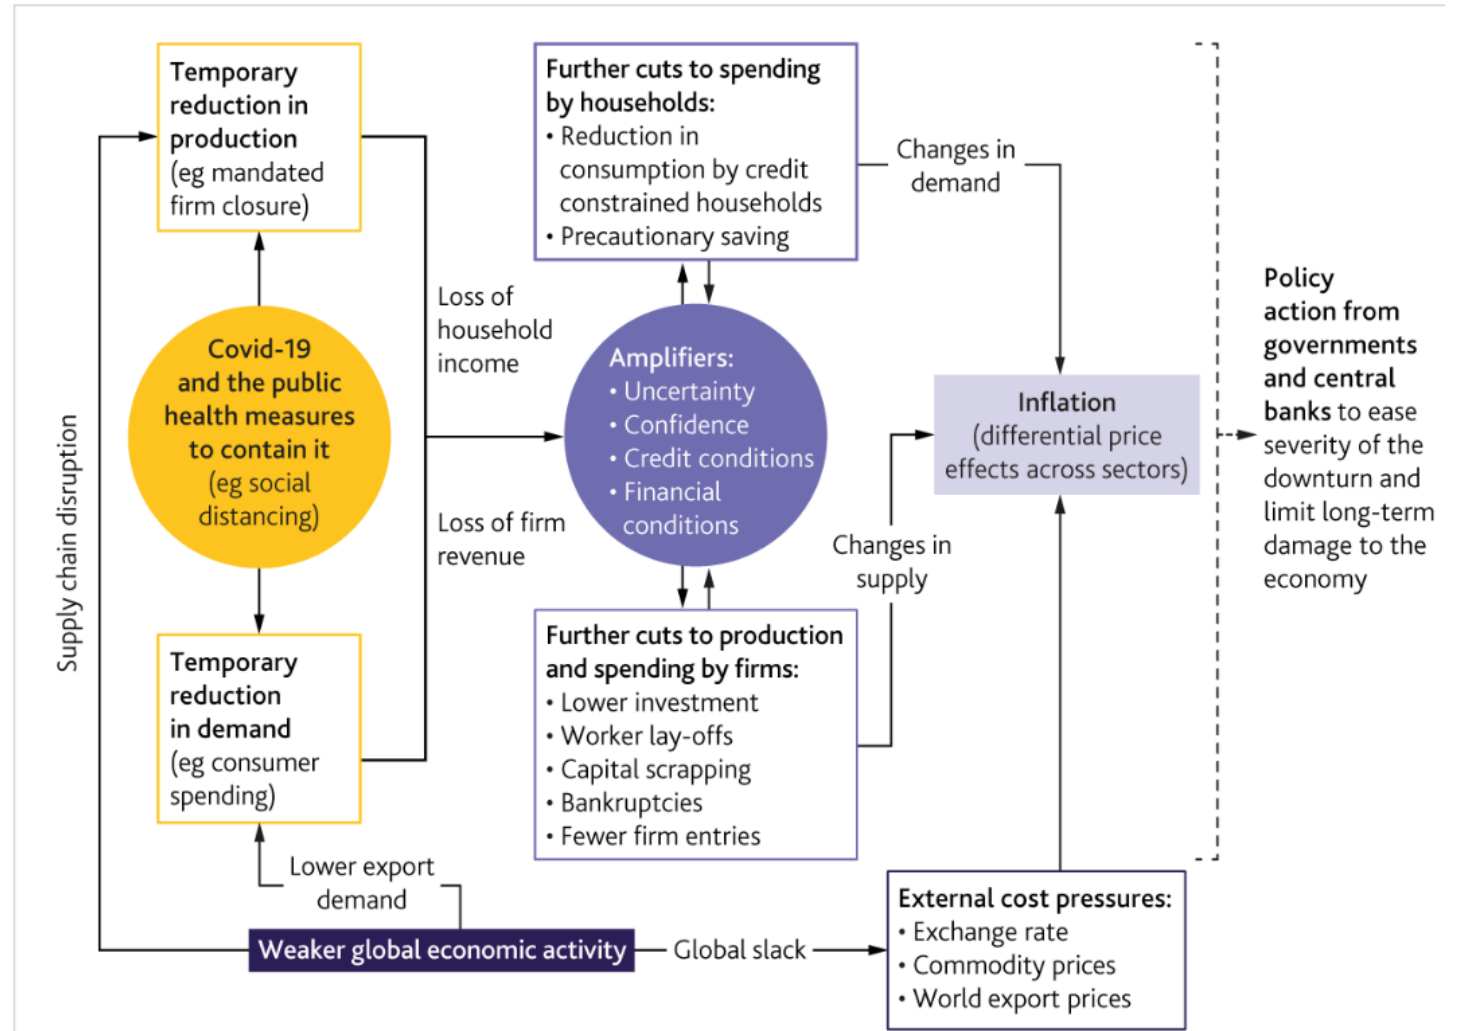 Temporary
reduction in
production
(eg mandated
firm closure)
Further cuts to spending
by households:
• Reduction in
consumption by credit
constrained households
• Precautionary saving
Changes in
demand
Covid-19
and the public
health measures
to contain it
(eg social
distancing)
Loss of
household
income
Loss of firm
revenue
Amplifiers:
• Uncertainty
• Confidence
• Credit conditions
• Financial
conditions
Inflation
(differential price
effects across sectors)
Policy
action from
governments
and central
banks to ease
severity of the
downturn and
limit long-term
damage to the
economy
Supply chain disruption
Changes in
supply
Temporary
reduction
in demand
(eg consumer
spending)
Further cuts to production
and spending by firms:
• Lower investment
• Worker lay-offs
• Capital scrapping
• Bankruptcies
• Fewer firm entries
Lower export
demand
Weaker global economic activity
Global slack
External cost pressures:
• Exchange rate
• Commodity prices
• World export prices